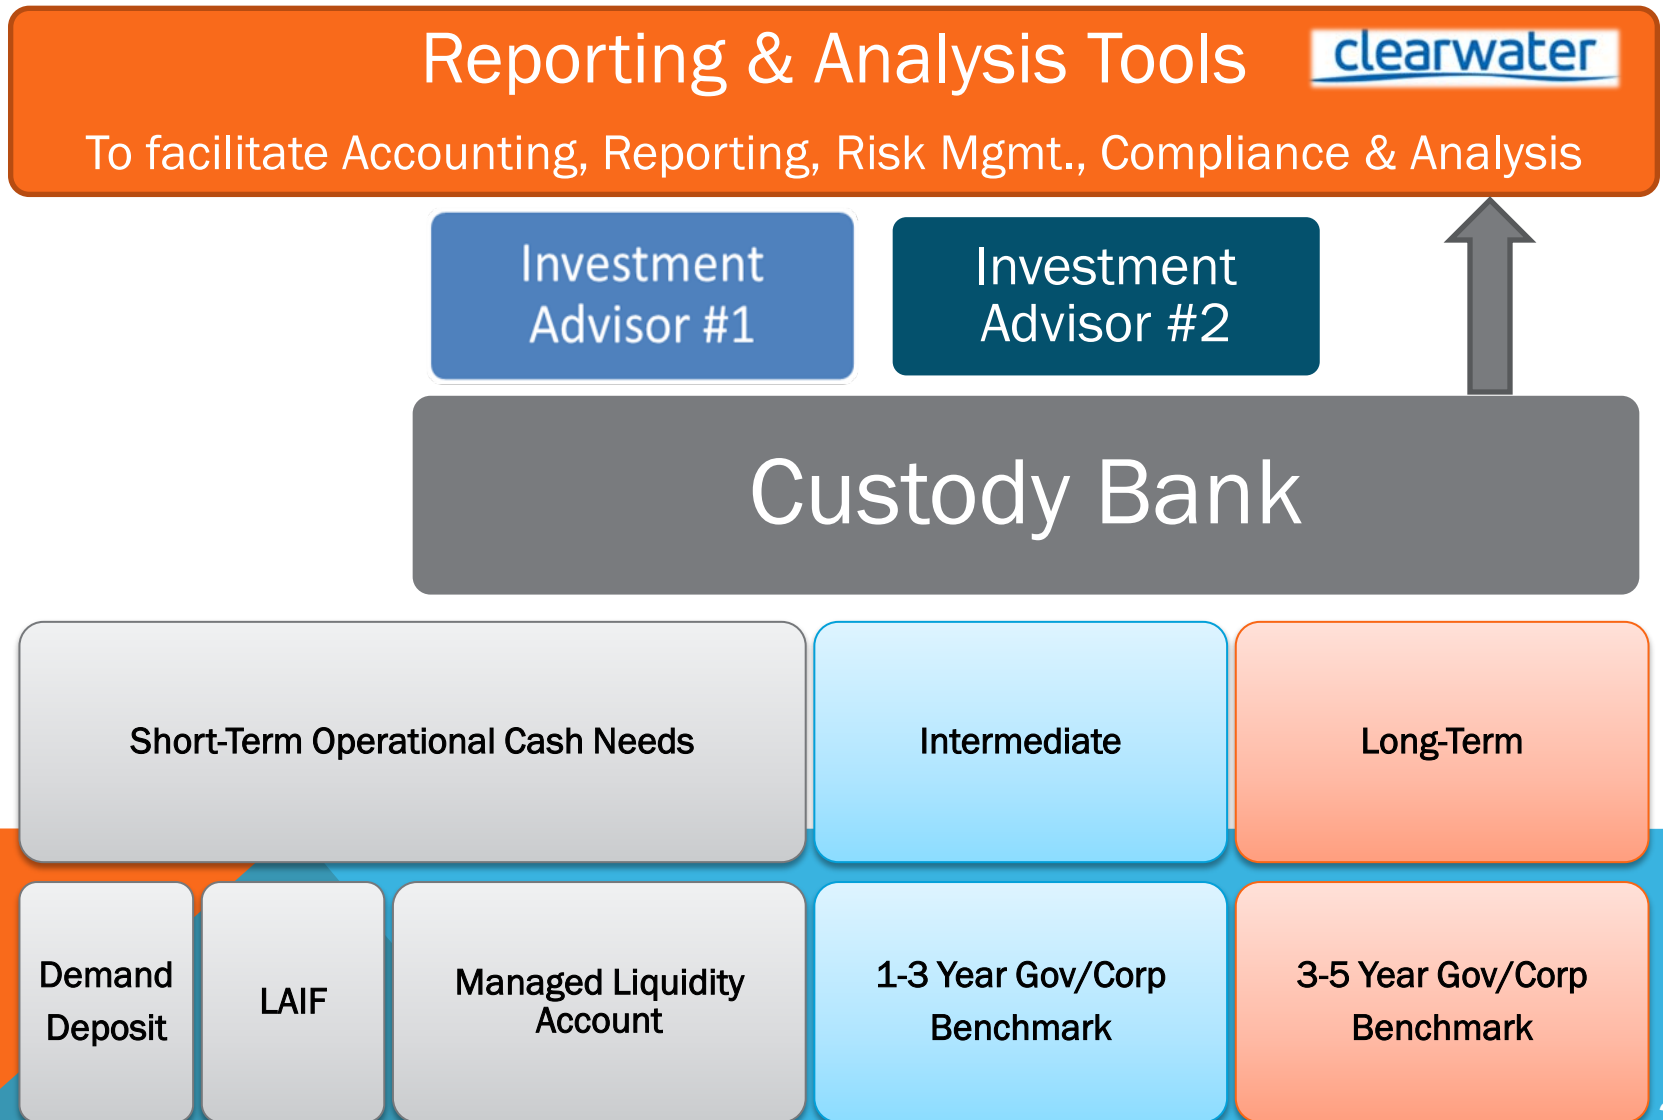 Reporting & Analysis Tools
clearwater
To facilitate Accounting, Reporting, Risk Mgmt., Compliance & Analysis
Investment
Advisor #1
Investment
Advisor #2
Custody Bank
Short-Term Operational Cash Needs
Intermediate
Long-Term
Demand
Deposit
LAIF
Managed Liquidity
Account
1-3 Year Gov/Corp
Benchmark
3-5 Year Gov/Corp
Benchmark